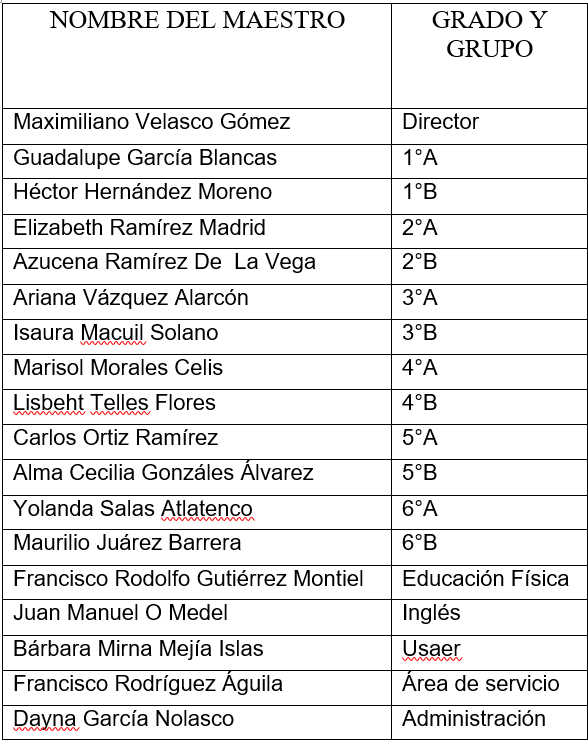 NOMBRE DEL MAESTRO GRADO Y
GRUPO
Maximiliano Velasco Gómez Director
Guadalupe García Blancas 1°A
Héctor Hernández Moreno 1°B
Elizabeth Ramírez Madrid 2°A
Azucena Ramírez De  La Vega 2°B
Ariana Vázquez Alarcón 3°A
Isaura Macuil Solano 3°B
Marisol Morales Celis 4°A
Lisbeht Telles Flores 4°B
Carlos Ortiz Ramírez 5°A
Alma Cecilia Gonzáles Álvarez 5°B
Yolanda Salas Atlatenco 6°A
Maurilio Juárez Barrera 6°B
Francisco Rodolfo Gutiérrez Montiel Educación Física
Juan Manuel O Medel Inglés
Bárbara Mirna Mejía Islas Usaer
Francisco Rodríguez Águila Área de servicio
Dayna García Nolasco Administración